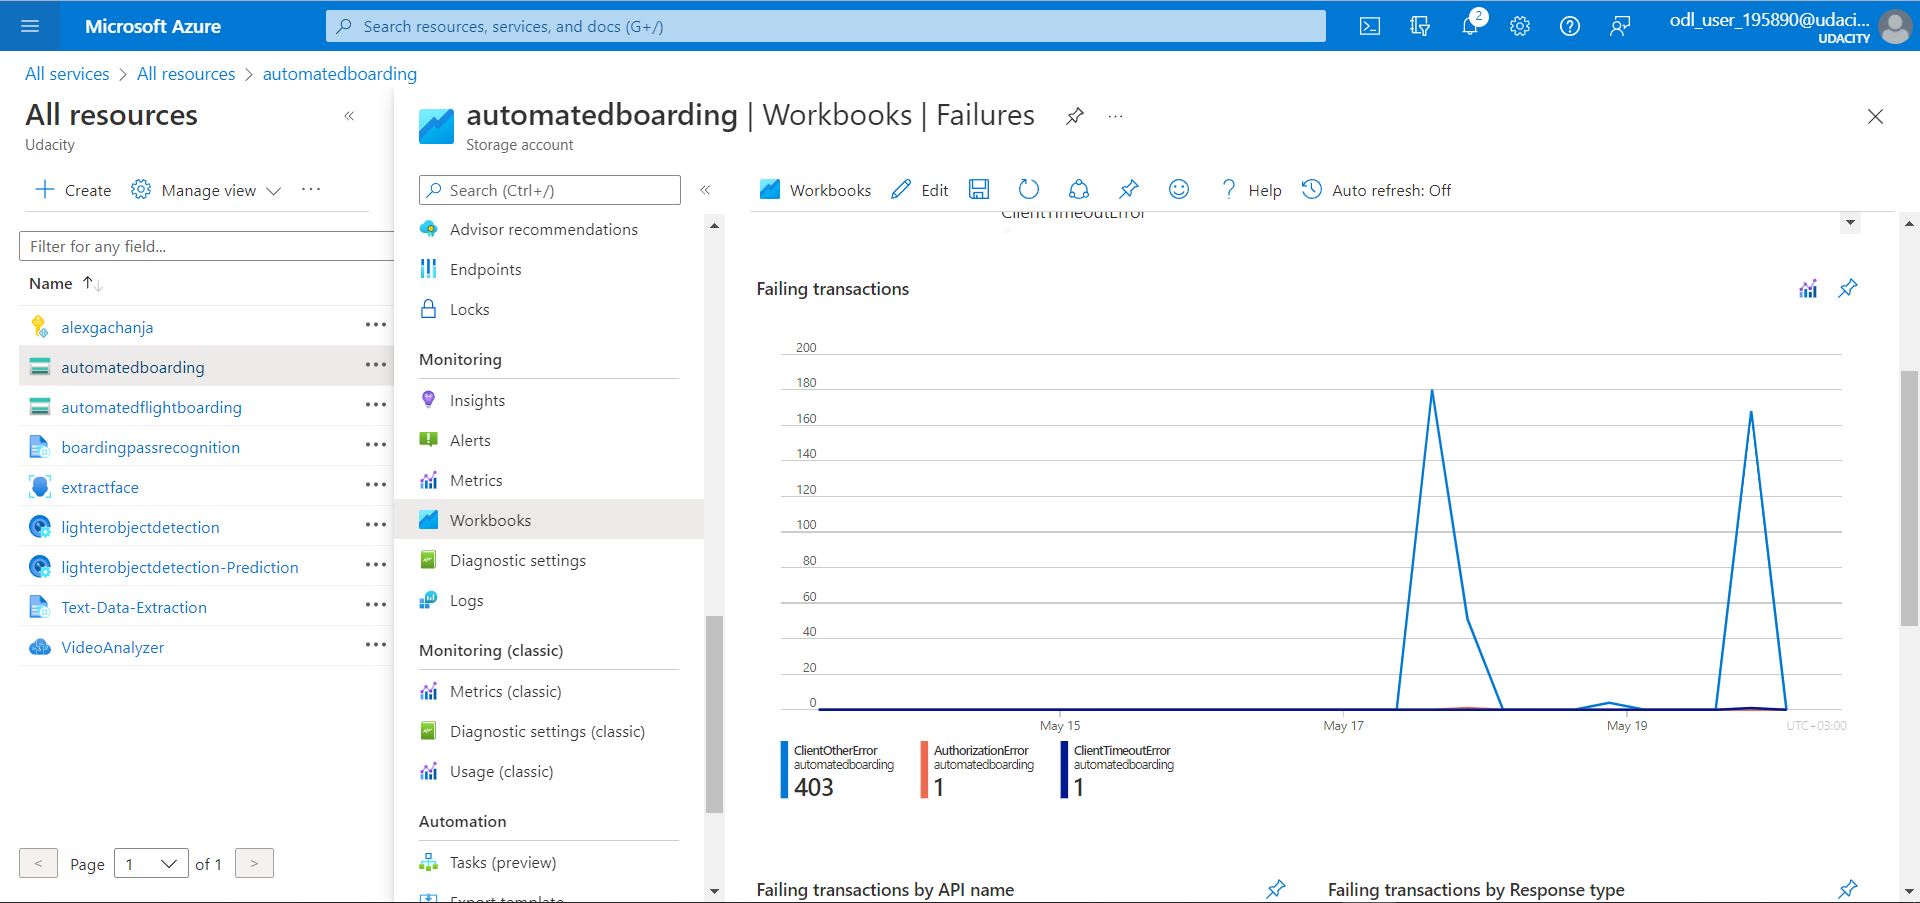 Microsoft Azure
Search resources, services, and docs (G+/)
2
odl_user_195890@udaci...
UDACITY
All services > All resources > automatedboarding
All resources
Udacity
«
Create
Manage view
...
Filter for any field...
Name ↑↓
alexgachanja
automatedboarding
automatedflightboarding
boardingpassrecognition
extractface
lighterobjectdetection
lighterobjectdetection-Prediction
Text-Data-Extraction
VideoAnalyzer
< Page 1 of 1 >
automatedboarding | Workbooks | Failures
...
Storage account
Search (Ctrl+/)
«
Advisor recommendations
Endpoints
Locks
Monitoring
Insights
Alerts
Metrics
Workbooks
Diagnostic settings
Logs
Monitoring (classic)
Metrics (classic)
Diagnostic settings (classic)
Usage (classic)
Automation
Tasks (preview)
Export template
Workbooks
Edit
? Help
Auto refresh: Off
ClientTimeoutError
Failing transactions
200
180
160
140
120
100
80
60
40
20
0
May 15
May 17
May 19
UTC+03:00
ClientOtherError
automatedboarding
403
AuthorizationError
automatedboarding
1
ClientTimeoutError
automatedboarding
1
Failing transactions by API name
Failing transactions by Response type